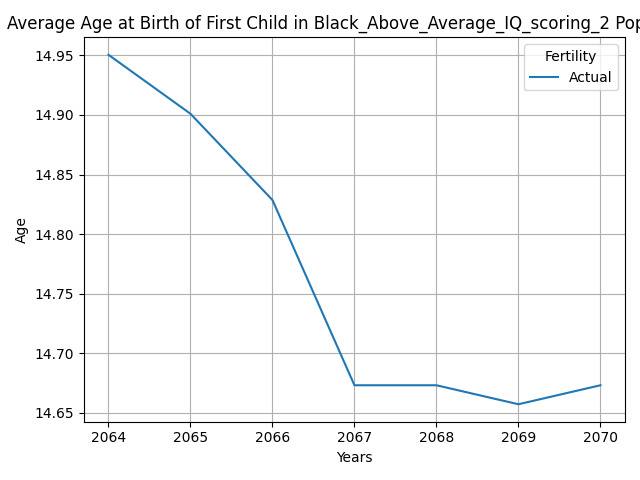 Average Age at Birth of First Child in Black_Above_Average_IQ_scoring_2 Pop
Fertility
Actual
14.95
14.90
14.85
14.80
14.75
14.70
14.65
Age
2064 2065 2066 2067 2068 2069 2070
Years